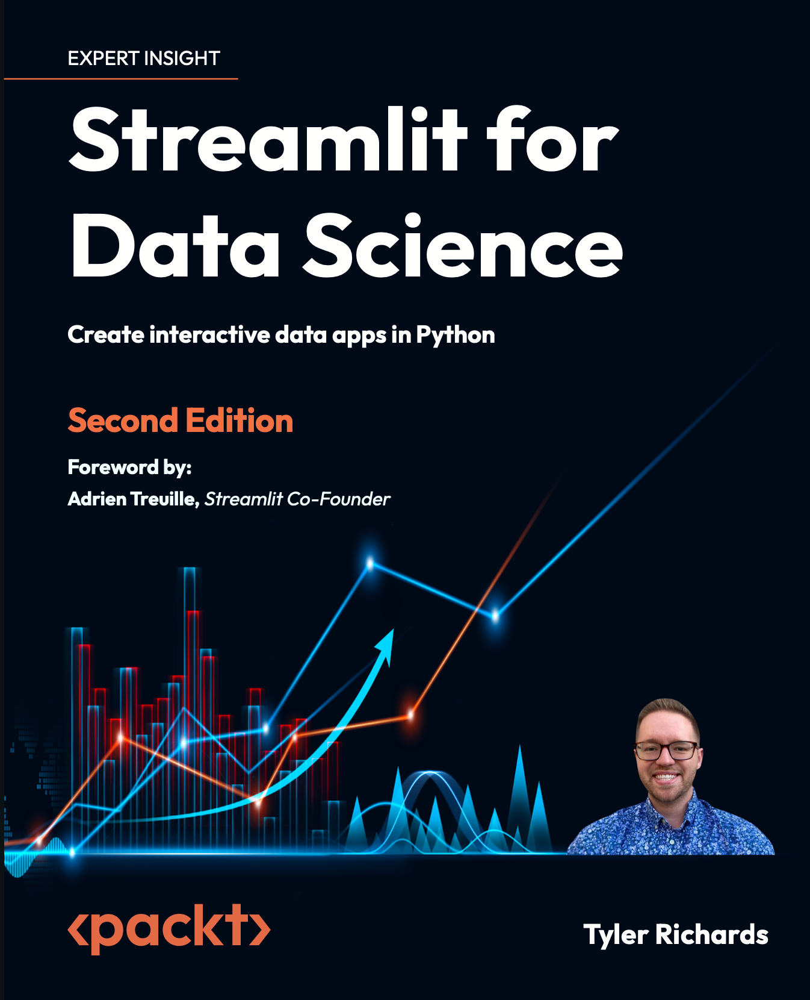 EXPERT INSIGHT
Streamlit for
Data Science
Create interactive data apps in Python
Second Edition
Foreword by:
Adrien Treuille, Streamlit Co-Founder
<packt>
Tyler Richards